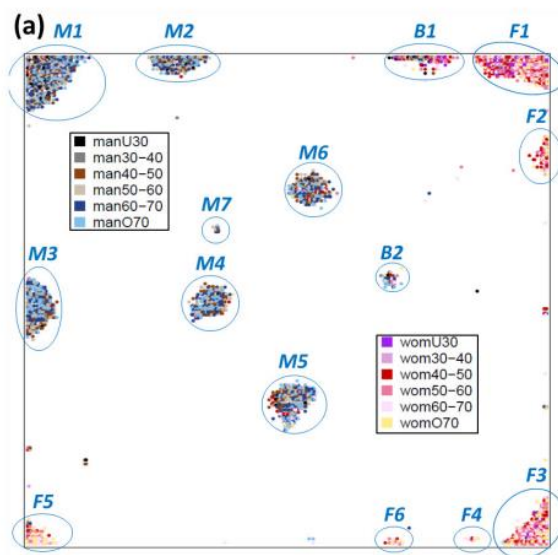 (a)
M1 M2 B1 F1
F2
manU30
man30-40
man40-50
man50-60
man60-70
manO70
M6
M7
M3 M4 B2
womU30
wom30-40
wom40-50
wom50-60
wom60-70
womO70
M5
F5 F6 F4 F3